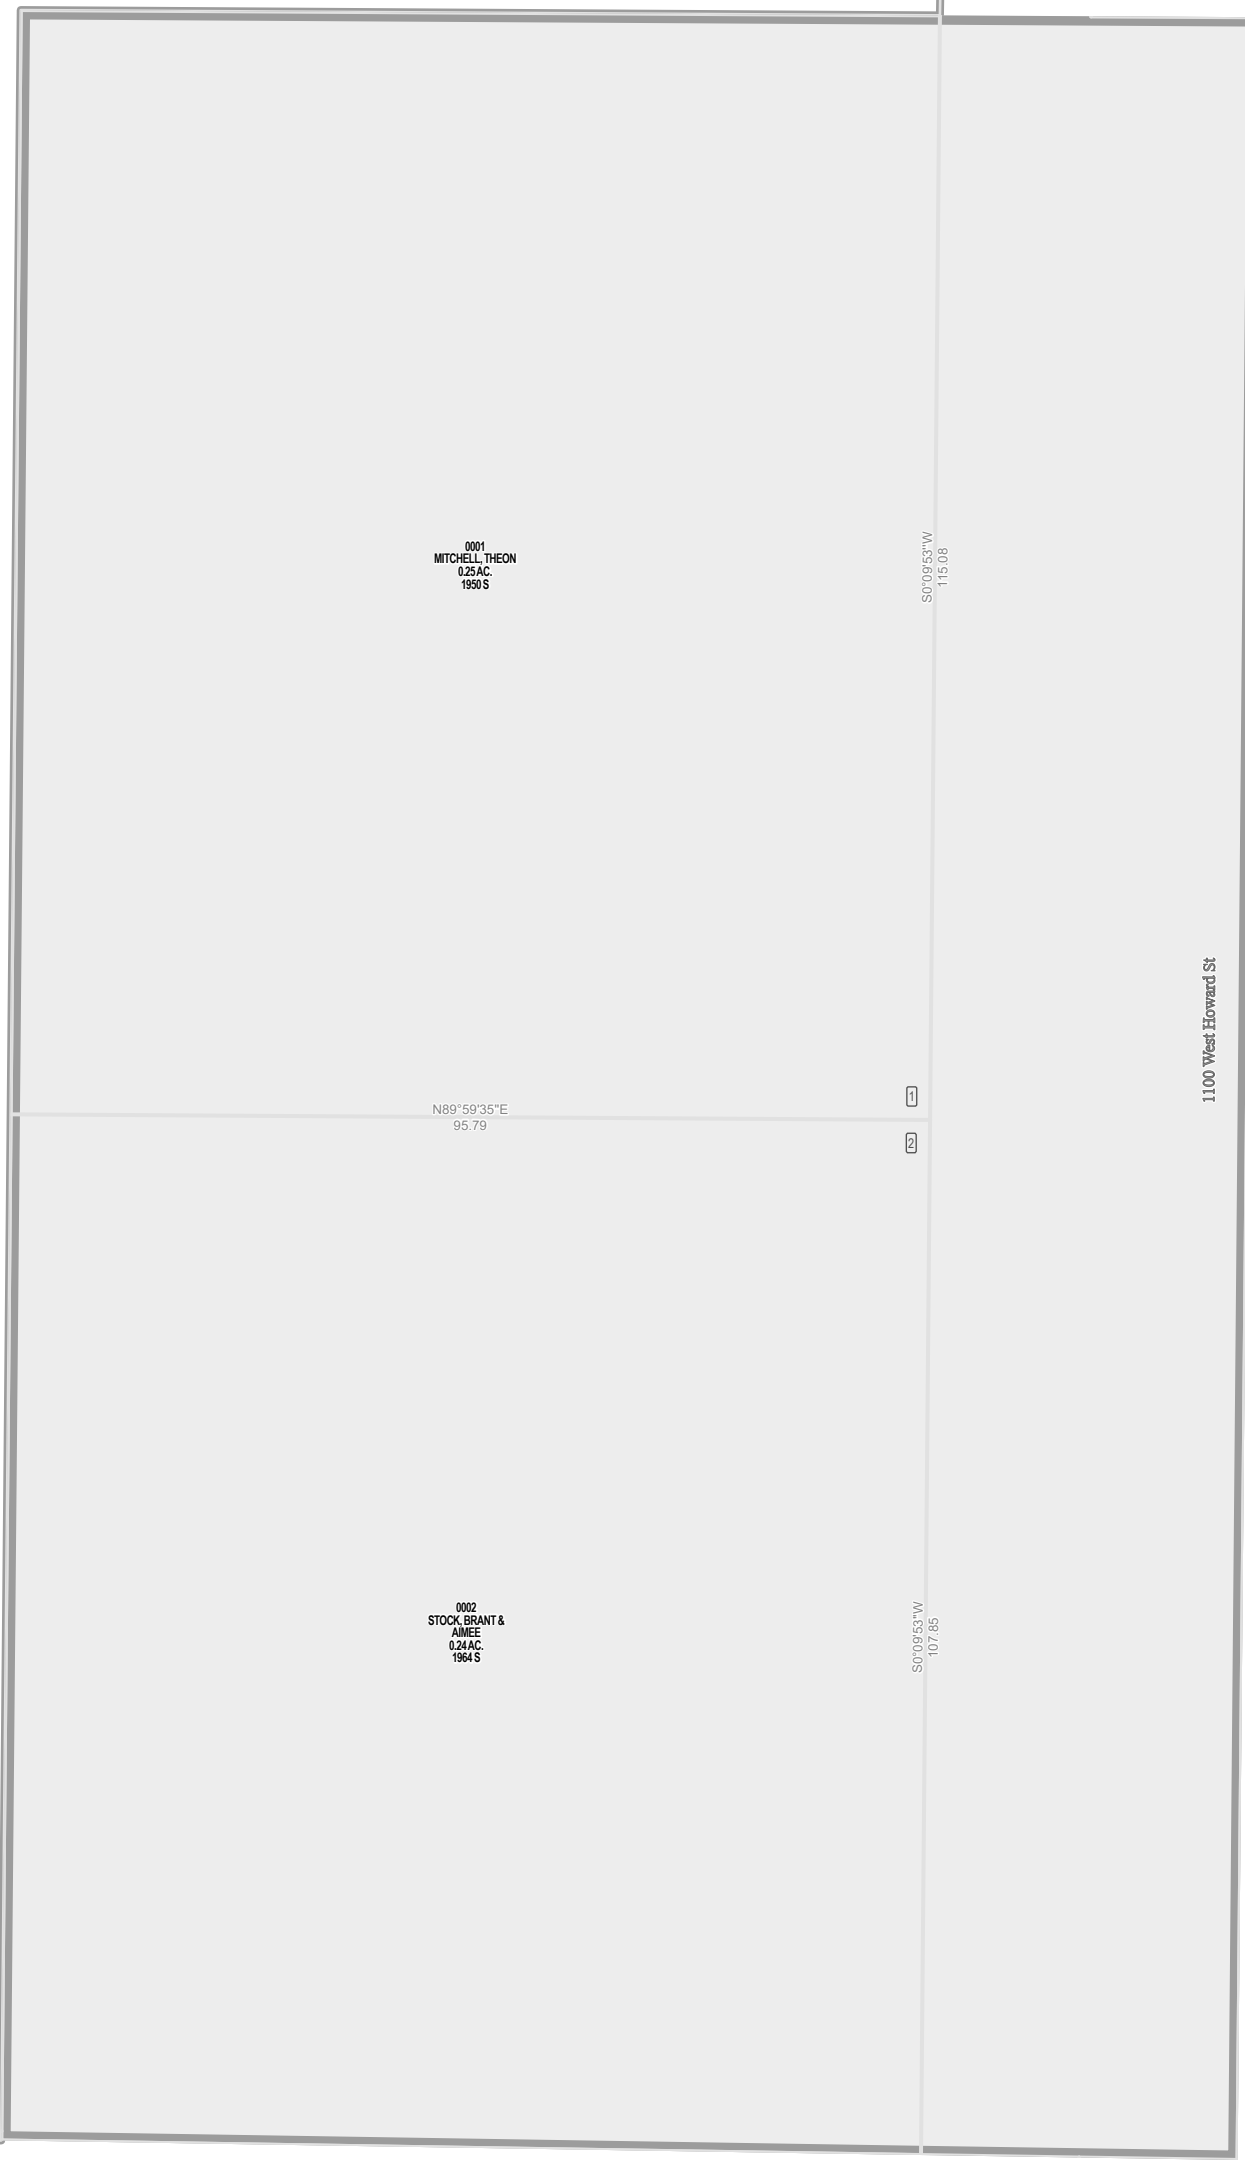 0001
MITCHELL, THEON
0.25 AC.
1950 S
S0°09'53"W
115.08
1100 West Howard St
1
N89°59'35"E
95.79
2
0002
STOCK, BRANT &
AIMEE
0.24 AC.
1964 S
S0°09'53"W
107.85